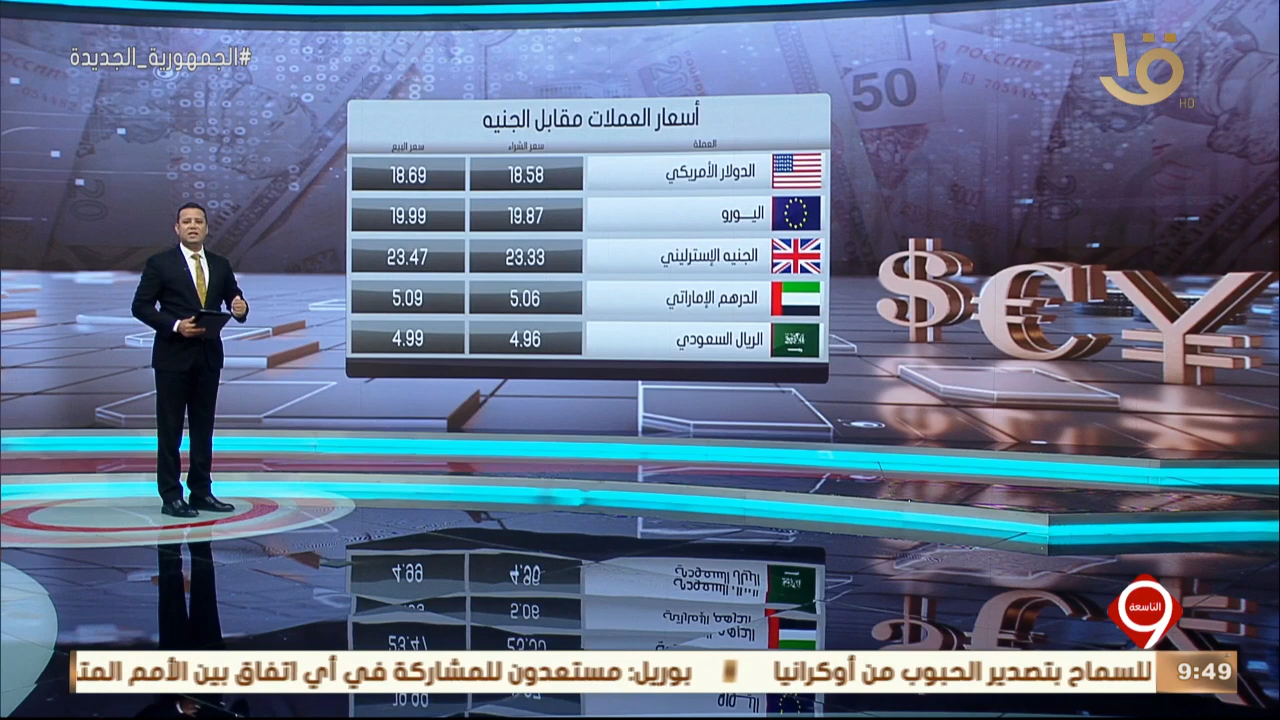 #الجمهورية_الجديدة
HD
50
أسعار العملات مقابل الجنيه
العملة سعر الشراء سعر البيع
الدولار الأمريكي 18.58 18.69
اليـــورو 19.87 19.99
الجنيه الإسترليني 23.33 23.47
الدرهم الإماراتي 5.06 5.09
الريال السعودي 4.96 4.99
$€¥
التاسعة
9
9:49 للسماح بتصدير الحبوب من أوكرانيا بوريل: مستعدون للمشاركة في أي اتفاق بين الأمم